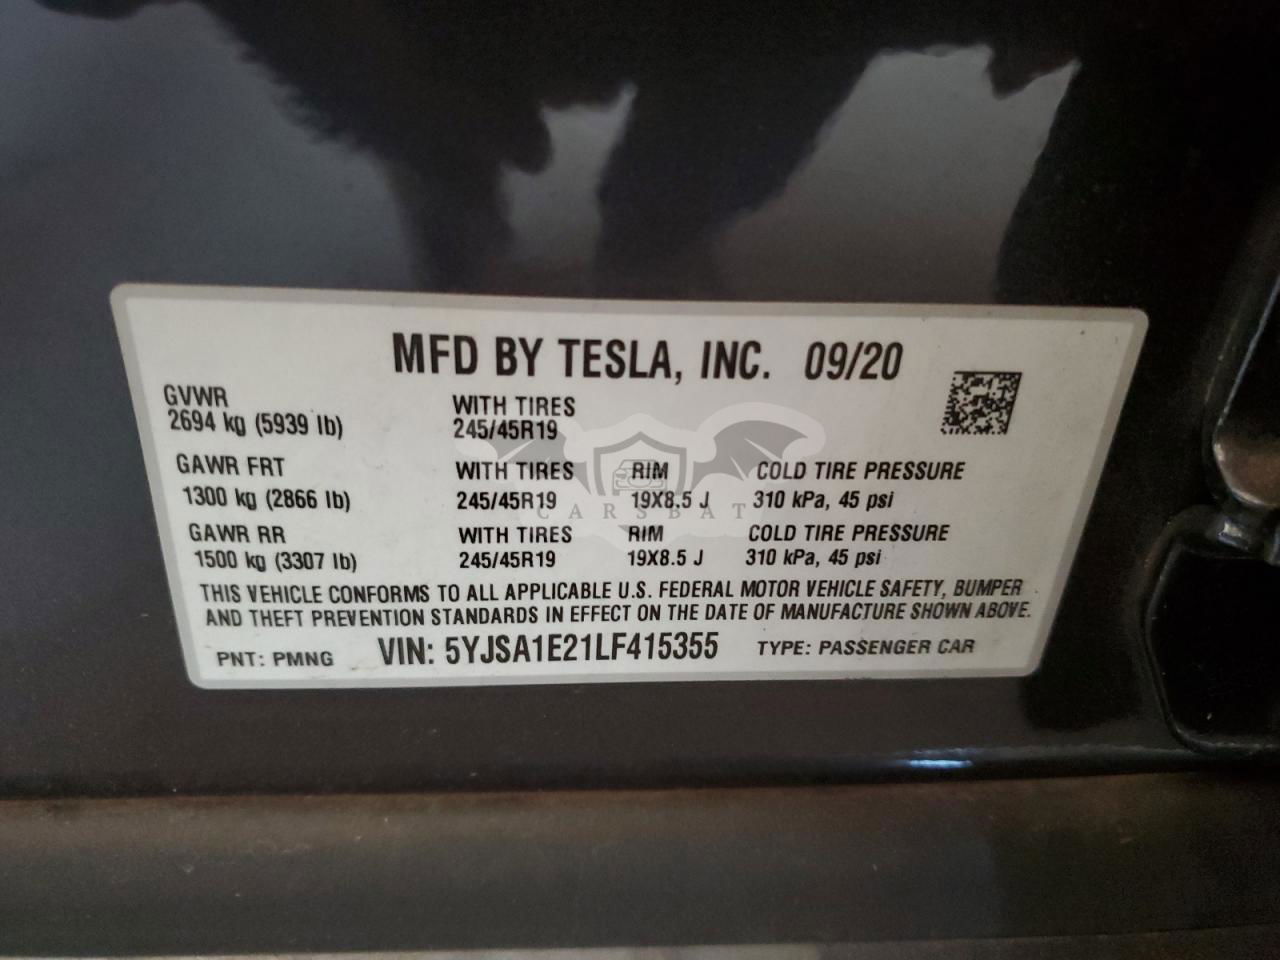 MFD BY TESLA, INC. 09/20
GVWR
2694 kg (5939 lb)
WITH TIRES
245/45R19
GAWR FRT WITH TIRES RIM COLD TIRE PRESSURE
1300 kg (2866 lb) 245/45R19 19X8.5 J 310 kPa, 45 psi
CARSBAT
GAWR RR WITH TIRES RIM COLD TIRE PRESSURE
1500 kg (3307 lb) 245/45R19 19X8.5 J 310 kPa, 45 psi
THIS VEHICLE CONFORMS TO ALL APPLICABLE U.S. FEDERAL MOTOR VEHICLE SAFETY, BUMPER
AND THEFT PREVENTION STANDARDS IN EFFECT ON THE DATE OF MANUFACTURE SHOWN ABOVE.
PNT: PMNG VIN: 5YJSA1E21LF415355 TYPE: PASSENGER CAR